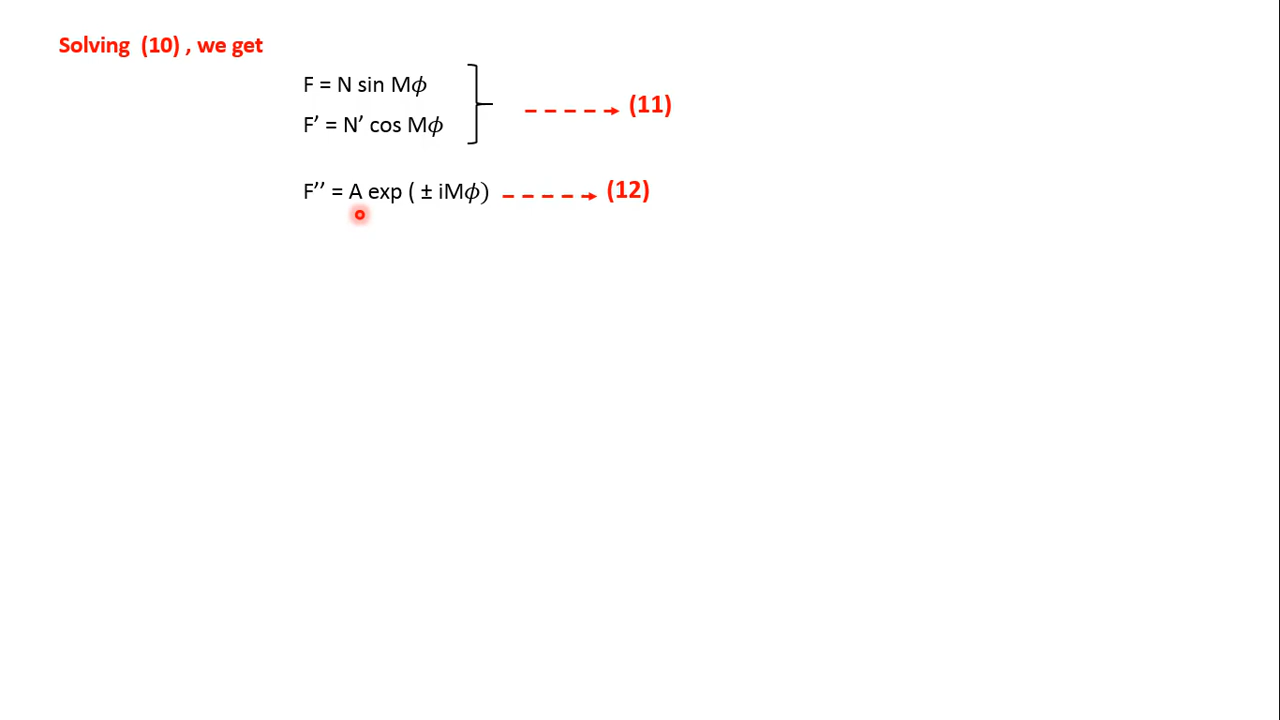 Solving (10) , we get
F = N sin Mϕ
F′ = N′ cos Mϕ
(11)
F′′ = A exp ( ± iMϕ)
(12)